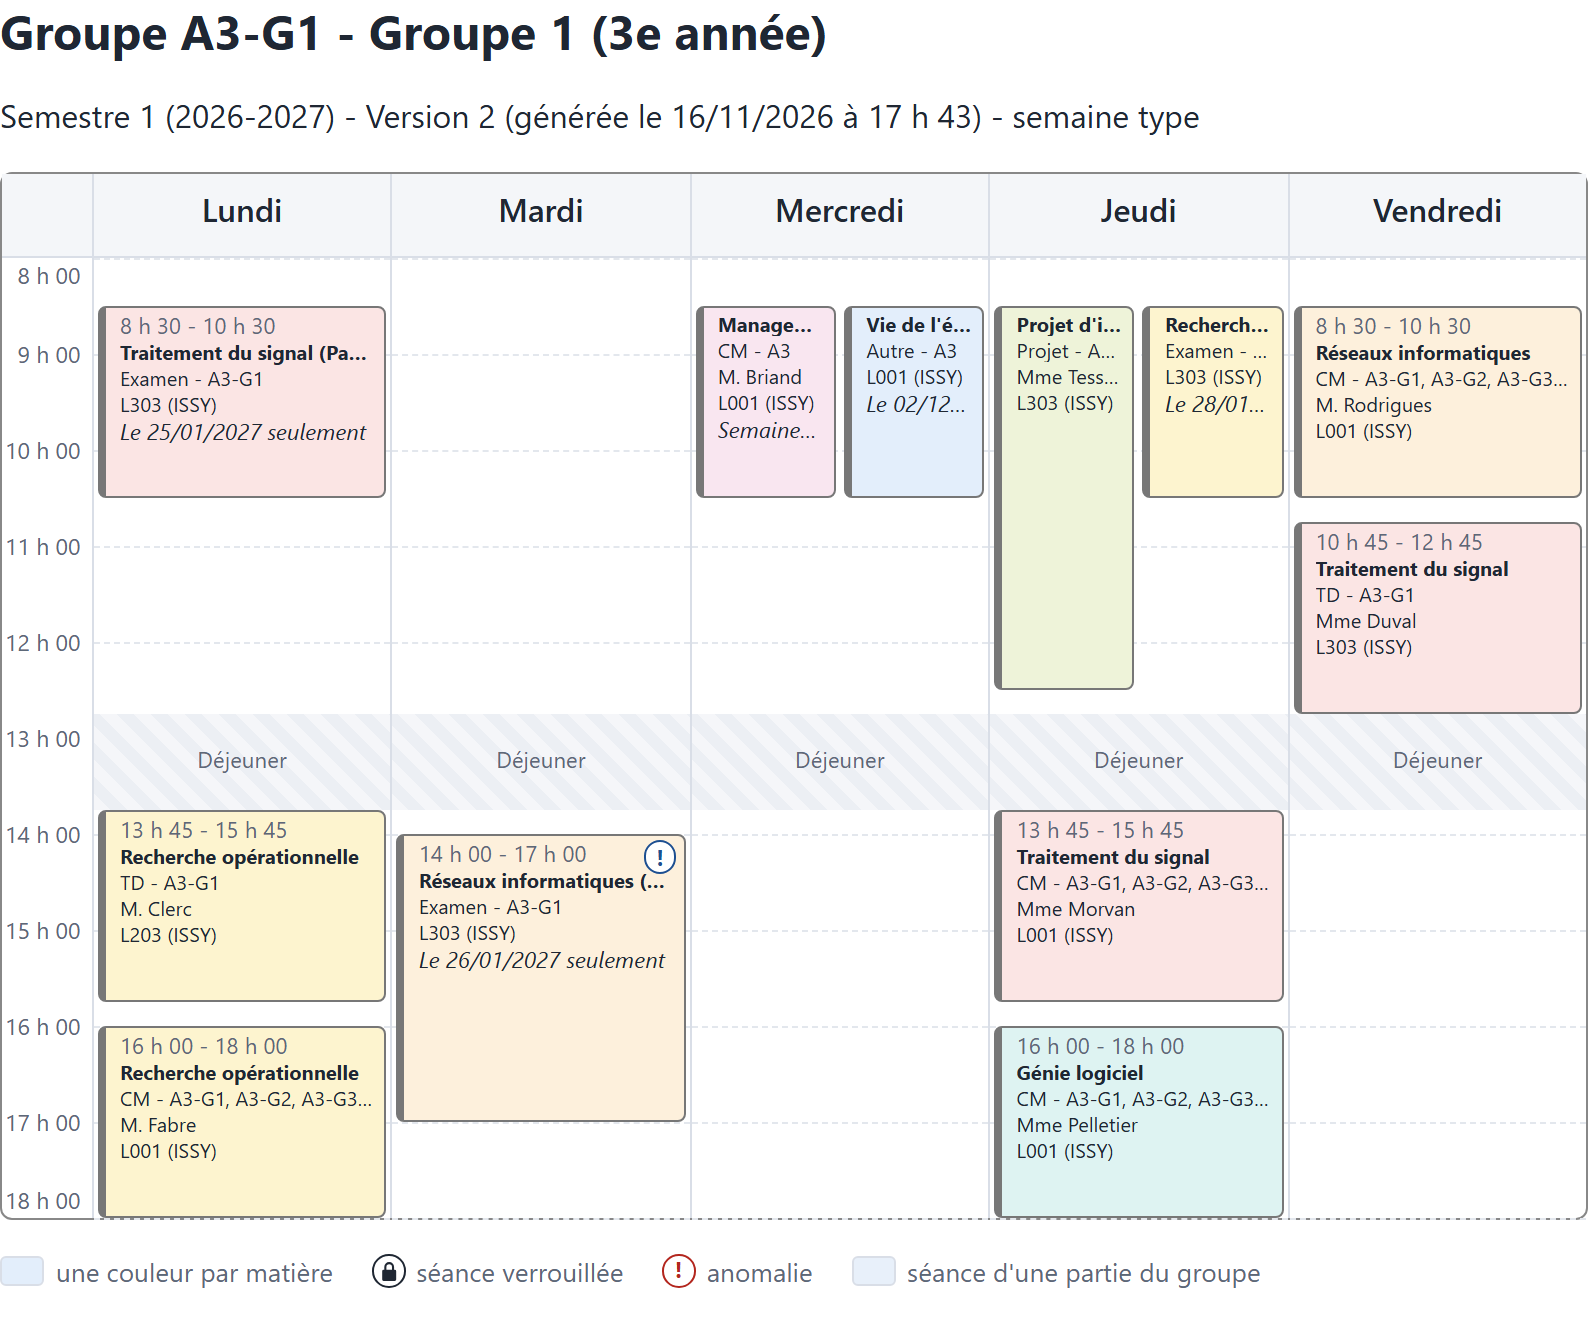 Groupe A3-G1 - Groupe 1 (3e année)
Semestre 1 (2026-2027) - Version 2 (générée le 16/11/2026 à 17 h 43) - semaine type
Lundi
Mardi
Mercredi
Jeudi
Vendredi
8 h 00
9 h 00
10 h 00
11 h 00
12 h 00
13 h 00
14 h 00
15 h 00
16 h 00
17 h 00
18 h 00
8 h 30 - 10 h 30
Traitement du signal (Pa...
Examen - A3-G1
L303 (ISSY)
Le 25/01/2027 seulement
Déjeuner
13 h 45 - 15 h 45
Recherche opérationnelle
TD - A3-G1
M. Clerc
L203 (ISSY)
16 h 00 - 18 h 00
Recherche opérationnelle
CM - A3-G1, A3-G2, A3-G3...
M. Fabre
L001 (ISSY)
Déjeuner
14 h 00 - 17 h 00
!
Réseaux informatiques (...
Examen - A3-G1
L303 (ISSY)
Le 26/01/2027 seulement
Manage...
CM - A3
M. Briand
L001 (ISSY)
Semaine...
Vie de l'é...
Autre - A3
L001 (ISSY)
Le 02/12...
Déjeuner
Projet d'i...
Projet - A...
Mme Tess...
L303 (ISSY)
Recherch...
Examen - ...
L303 (ISSY)
Le 28/01...
Déjeuner
13 h 45 - 15 h 45
Traitement du signal
CM - A3-G1, A3-G2, A3-G3...
Mme Morvan
L001 (ISSY)
16 h 00 - 18 h 00
Génie logiciel
CM - A3-G1, A3-G2, A3-G3...
Mme Pelletier
L001 (ISSY)
8 h 30 - 10 h 30
Réseaux informatiques
CM - A3-G1, A3-G2, A3-G3...
M. Rodrigues
L001 (ISSY)
10 h 45 - 12 h 45
Traitement du signal
TD - A3-G1
Mme Duval
L303 (ISSY)
Déjeuner
une couleur par matière
séance verrouillée
! anomalie
séance d'une partie du groupe